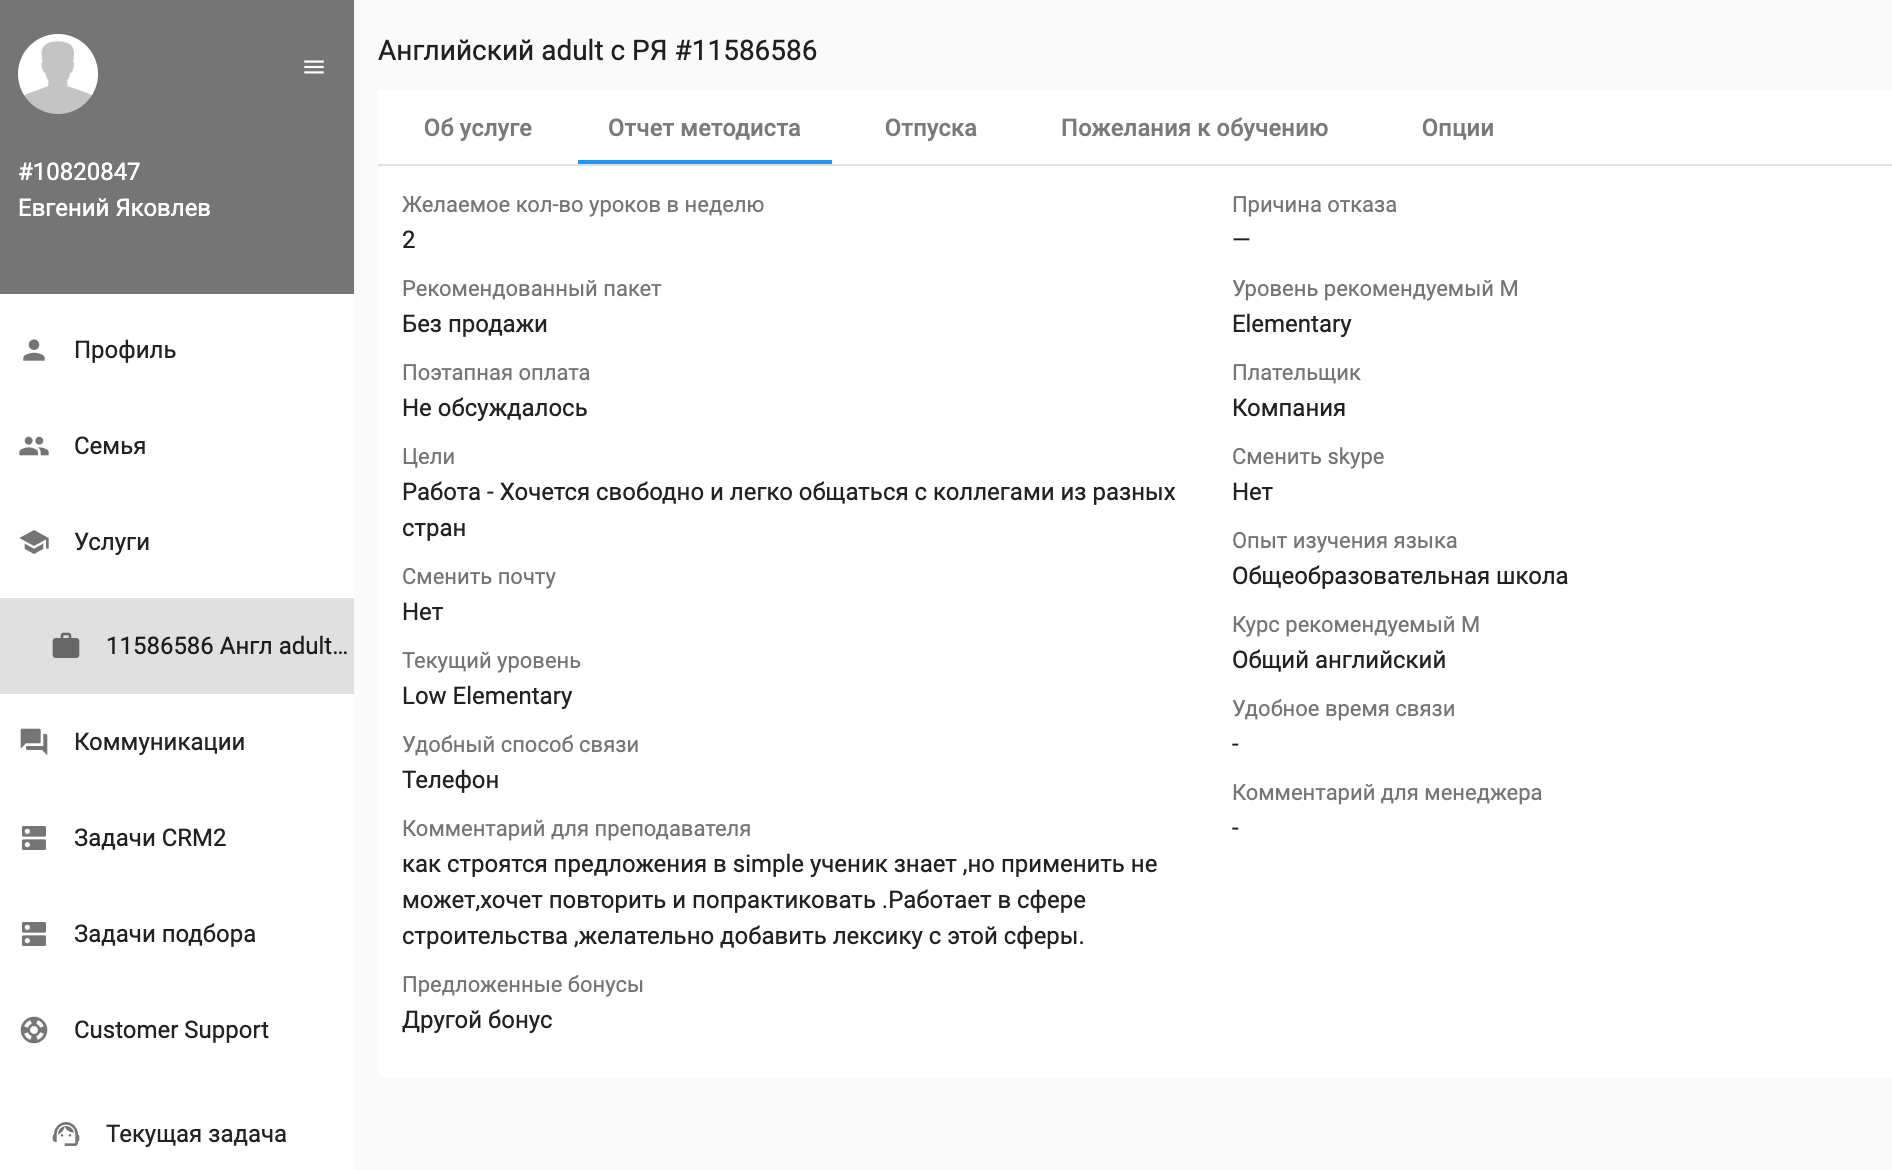 #10820847
Евгений Яковлев
Профиль
Семья
Услуги
11586586 Англ adult...
Коммуникации
Задачи CRM2
Задачи подбора
Customer Support
Текущая задача
Английский adult с РЯ #11586586
Об услуге
Отчет методиста
Отпуска
Пожелания к обучению
Опции
Желаемое кол-во уроков в неделю
2
Рекомендованный пакет
Без продажи
Поэтапная оплата
Не обсуждалось
Цели
Работа - Хочется свободно и легко общаться с коллегами из разных
стран
Сменить почту
Нет
Текущий уровень
Low Elementary
Удобный способ связи
Телефон
Комментарий для преподавателя
как строятся предложения в simple ученик знает ,но применить не
может,хочет повторить и попрактиковать .Работает в сфере
строительства ,желательно добавить лексику с этой сферы.
Предложенные бонусы
Другой бонус
Причина отказа
—
Уровень рекомендуемый М
Elementary
Плательщик
Компания
Сменить skype
Нет
Опыт изучения языка
Общеобразовательная школа
Курс рекомендуемый М
Общий английский
Удобное время связи
-
Комментарий для менеджера
-